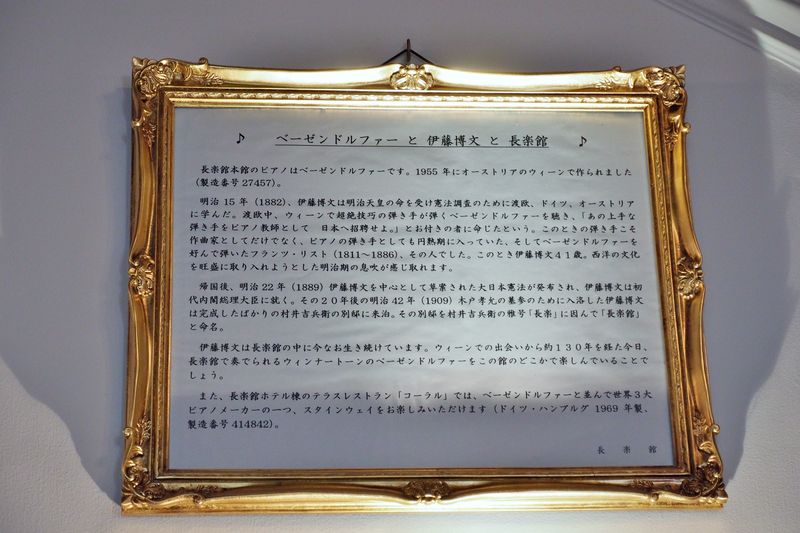 ♪ ベーゼンドルファー と 伊藤博文 と 長楽館 ♪
長楽館本館のピアノはベーゼンドルファーです。1955 年にオーストリアのウィーンで作られました
（製造番号 27457）。
明治 15 年（1882）、伊藤博文は明治天皇の命を受け憲法調査のために渡欧、ドイツ、オーストリア
に学んだ。渡欧中、ウィーンで超絶技巧の弾き手が弾くベーゼンドルファーを聴き、「あの上手な
弾き手をピアノ教師として　日本へ招聘せよ。」とお付きの者に命じたという。このときの弾き手こそ
作曲家としてだけでなく、ピアノの弾き手としても円熟期に入っていた、そしてベーゼンドルファーを
好んで弾いたフランツ・リスト（1811～1886）、その人でした。このとき伊藤博文４１歳。西洋の文化
を旺盛に取り入れようとした明治期の息吹が感じ取れます。
帰国後、明治 22 年（1889）伊藤博文を中心として草案された大日本帝国憲法が発布され、伊藤博文は初
代内閣総理大臣に就く。その２０年後の明治 42 年（1909）木戸孝允の墓参のために入洛した伊藤博文
は完成したばかりの村井吉兵衛の別邸に来泊。その別邸を村井吉兵衛の雅号「長楽」に因んで「長楽館」
と命名。
伊藤博文は長楽館の中に今なお生き続けています。ウィーンでの出会いから約１３０年を経た今日、
長楽館で奏でられるウィンナートーンのベーゼンドルファーをこの館のどこかで楽しんでいることで
しょう。
また、長楽館ホテル棟のテラスレストラン「コーラル」では、ベーゼンドルファーと並んで世界３大
ピアノメーカーの一つ、スタインウェイをお楽しみいただけます（ドイツ・ハンブルグ 1969 年製、
製造番号 414842）。
長　楽　館